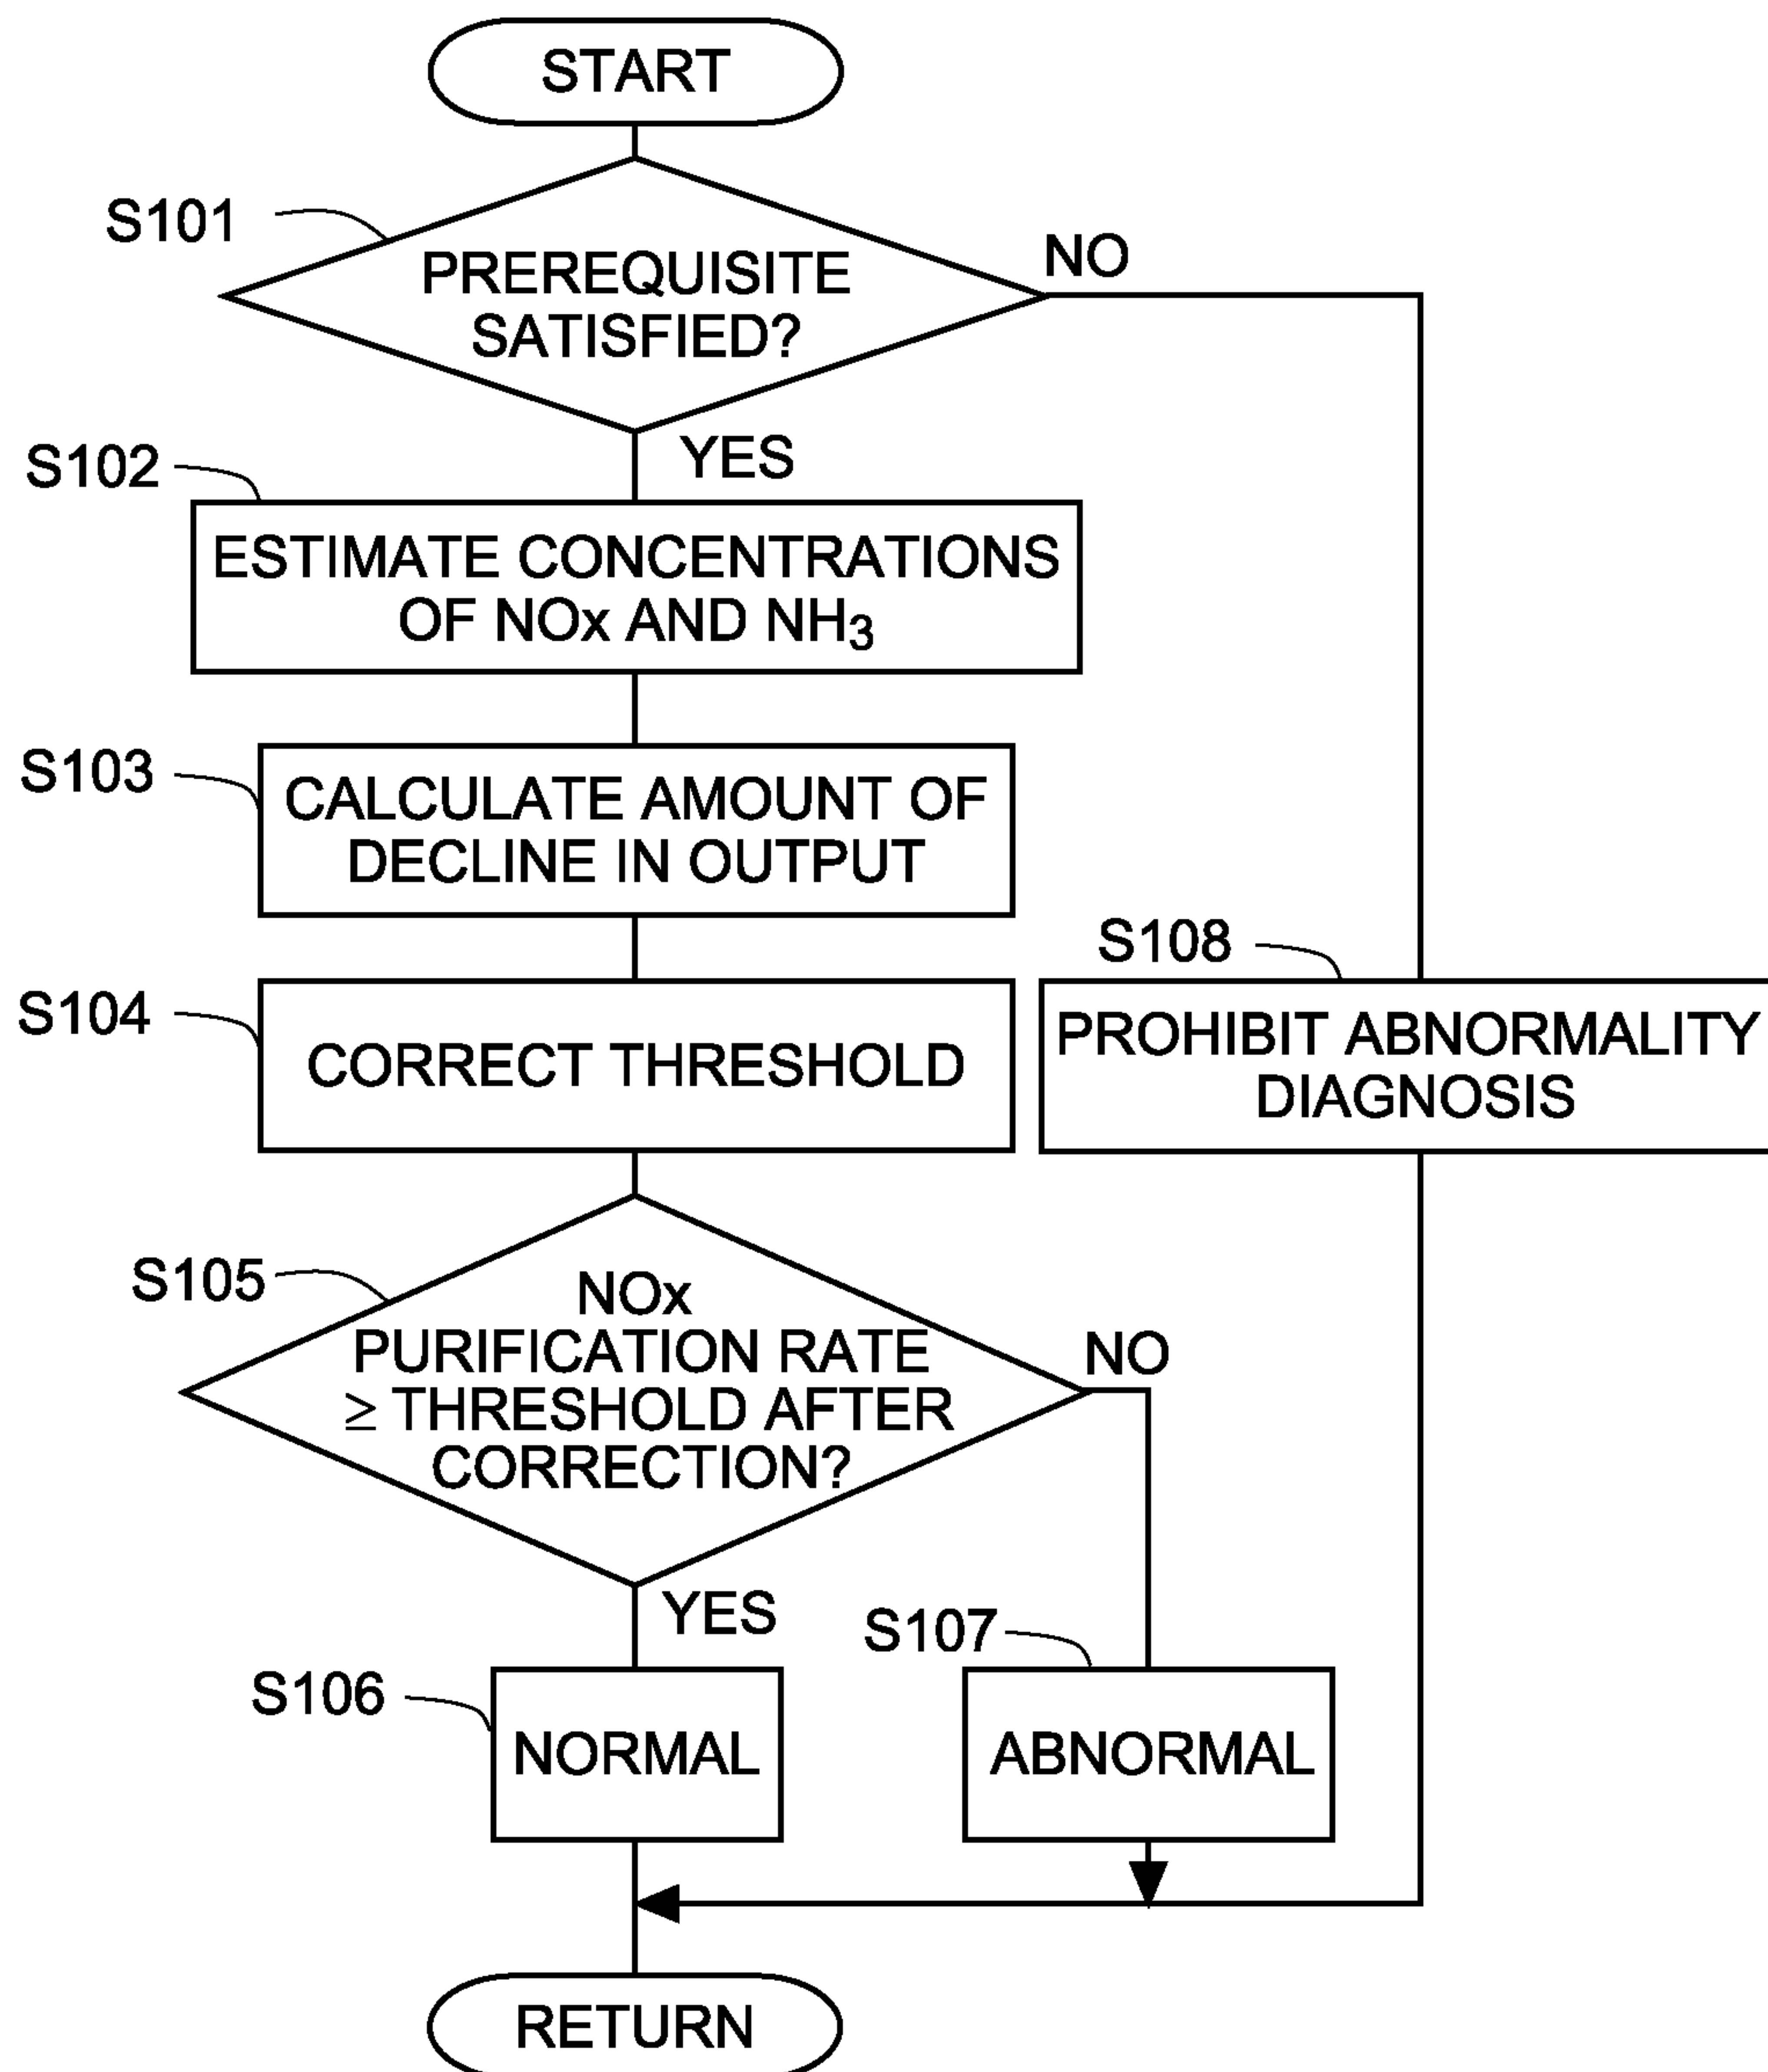 START
S101
PREREQUISITE
SATISFIED?
NO
YES
S102
ESTIMATE CONCENTRATIONS
OF NOx AND NH₃
S103
CALCULATE AMOUNT OF
DECLINE IN OUTPUT
S104
CORRECT THRESHOLD
S108
PROHIBIT ABNORMALITY
DIAGNOSIS
S105
NOx
PURIFICATION RATE
≥ THRESHOLD AFTER
CORRECTION?
NO
YES
S106
NORMAL
S107
ABNORMAL
RETURN